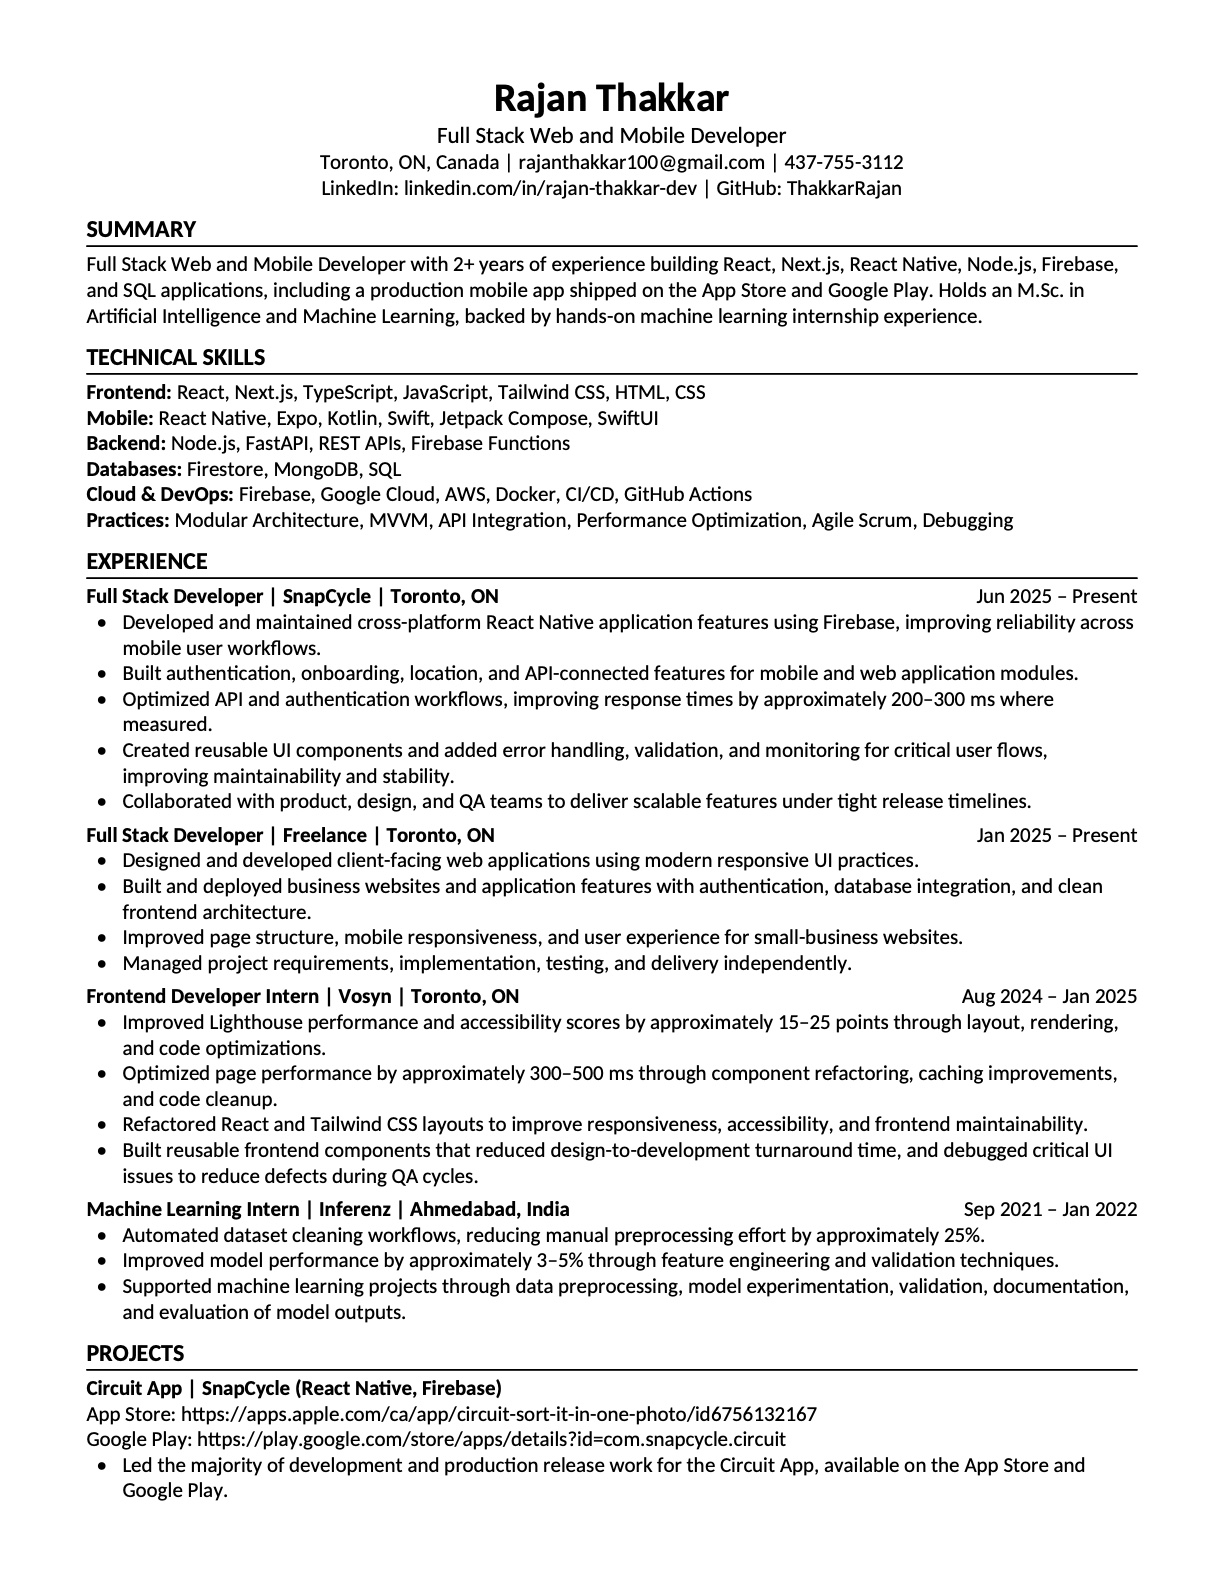 Rajan Thakkar
Full Stack Web and Mobile Developer
Toronto, ON, Canada | rajanthakkar100@gmail.com | 437-755-3112
LinkedIn: linkedin.com/in/rajan-thakkar-dev | GitHub: ThakkarRajan
SUMMARY
Full Stack Web and Mobile Developer with 2+ years of experience building React, Next.js, React Native, Node.js, Firebase,
and SQL applications, including a production mobile app shipped on the App Store and Google Play. Holds an M.Sc. in
Artificial Intelligence and Machine Learning, backed by hands-on machine learning internship experience.
TECHNICAL SKILLS
Frontend: React, Next.js, TypeScript, JavaScript, Tailwind CSS, HTML, CSS
Mobile: React Native, Expo, Kotlin, Swift, Jetpack Compose, SwiftUI
Backend: Node.js, FastAPI, REST APIs, Firebase Functions
Databases: Firestore, MongoDB, SQL
Cloud & DevOps: Firebase, Google Cloud, AWS, Docker, CI/CD, GitHub Actions
Practices: Modular Architecture, MVVM, API Integration, Performance Optimization, Agile Scrum, Debugging
EXPERIENCE
Full Stack Developer | SnapCycle | Toronto, ON Jun 2025 – Present
• Developed and maintained cross-platform React Native application features using Firebase, improving reliability across
mobile user workflows.
• Built authentication, onboarding, location, and API-connected features for mobile and web application modules.
• Optimized API and authentication workflows, improving response times by approximately 200–300 ms where
measured.
• Created reusable UI components and added error handling, validation, and monitoring for critical user flows,
improving maintainability and stability.
• Collaborated with product, design, and QA teams to deliver scalable features under tight release timelines.
Full Stack Developer | Freelance | Toronto, ON Jan 2025 – Present
• Designed and developed client-facing web applications using modern responsive UI practices.
• Built and deployed business websites and application features with authentication, database integration, and clean
frontend architecture.
• Improved page structure, mobile responsiveness, and user experience for small-business websites.
• Managed project requirements, implementation, testing, and delivery independently.
Frontend Developer Intern | Vosyn | Toronto, ON Aug 2024 – Jan 2025
• Improved Lighthouse performance and accessibility scores by approximately 15–25 points through layout, rendering,
and code optimizations.
• Optimized page performance by approximately 300–500 ms through component refactoring, caching improvements,
and code cleanup.
• Refactored React and Tailwind CSS layouts to improve responsiveness, accessibility, and frontend maintainability.
• Built reusable frontend components that reduced design-to-development turnaround time, and debugged critical UI
issues to reduce defects during QA cycles.
Machine Learning Intern | Inferenz | Ahmedabad, India Sep 2021 – Jan 2022
• Automated dataset cleaning workflows, reducing manual preprocessing effort by approximately 25%.
• Improved model performance by approximately 3–5% through feature engineering and validation techniques.
• Supported machine learning projects through data preprocessing, model experimentation, validation, documentation,
and evaluation of model outputs.
PROJECTS
Circuit App | SnapCycle (React Native, Firebase)
App Store: https://apps.apple.com/ca/app/circuit-sort-it-in-one-photo/id6756132167
Google Play: https://play.google.com/store/apps/details?id=com.snapcycle.circuit
• Led the majority of development and production release work for the Circuit App, available on the App Store and
Google Play.